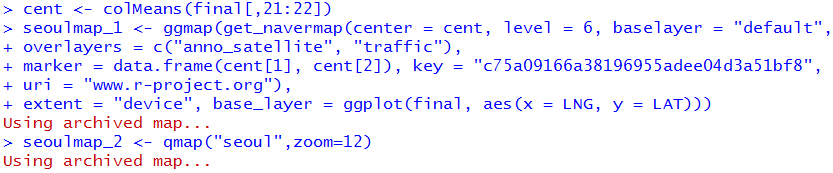 > cent <- colMeans(final[,21:22])
> seoulmap_1 <- ggmap(get_navermap(center = cent, level = 6, baselayer = "default",
+ overlayers = c("anno_satellite", "traffic"),
+ marker = data.frame(cent[1], cent[2]), key = "c75a09166a38196955adee04d3a51bf8",
+ uri = "www.r-project.org"),
+ extent = "device", base_layer = ggplot(final, aes(x = LNG, y = LAT)))
Using archived map...
> seoulmap_2 <- qmap("seoul",zoom=12)
Using archived map...